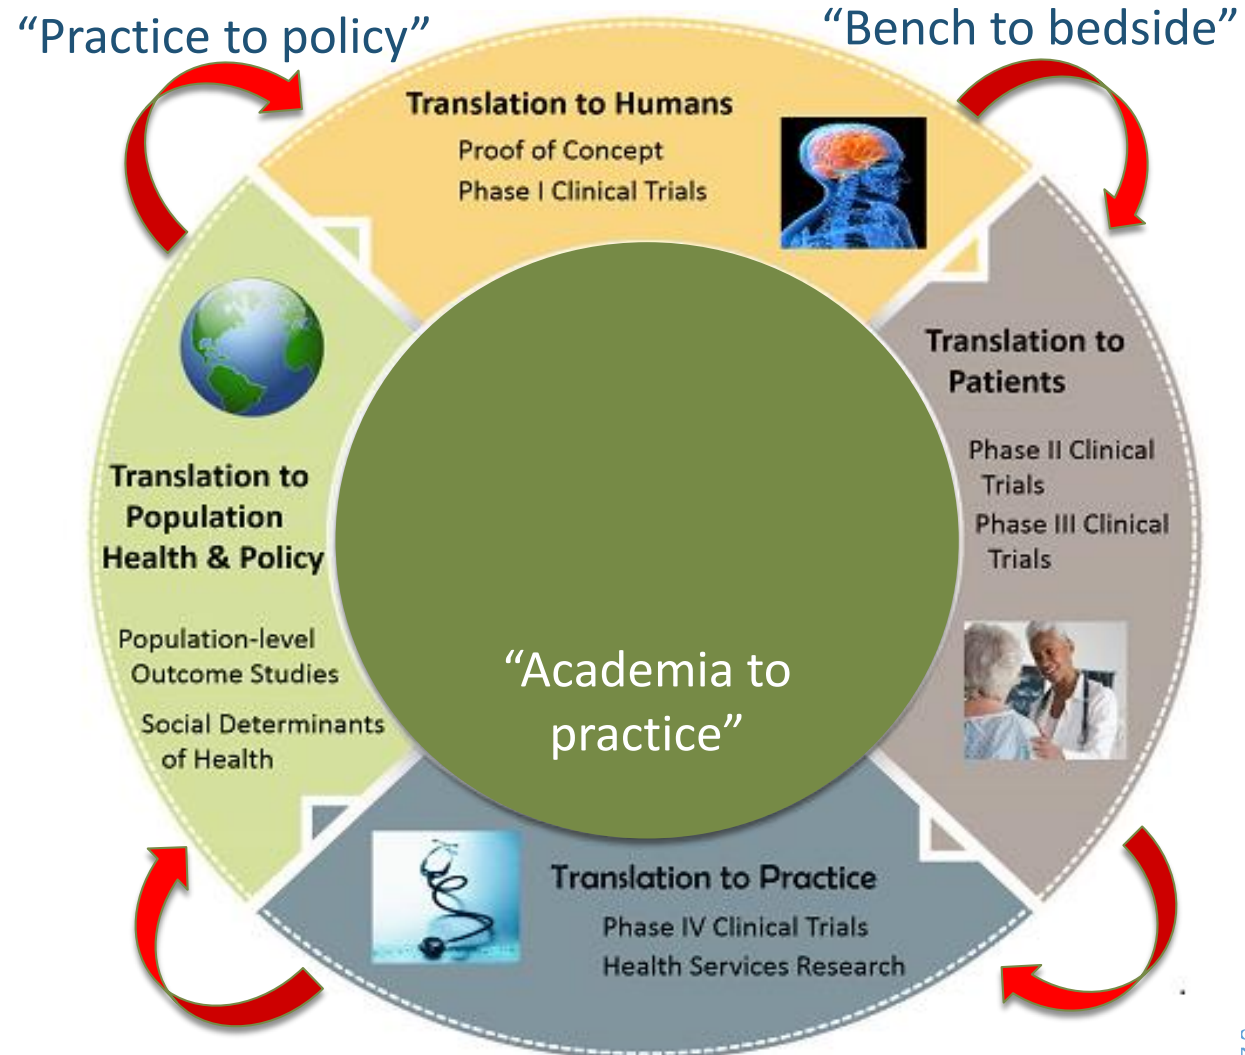 “Practice to policy”
“Bench to bedside”
Translation to Humans
Proof of Concept
Phase I Clinical Trials
Translation to
Patients
Phase II Clinical
Trials
Phase III Clinical
Trials
Translation to
Population
Health & Policy
Population-level
Outcome Studies
Social Determinants
of Health
“Academia to
practice”
Translation to Practice
Phase IV Clinical Trials
Health Services Research
.